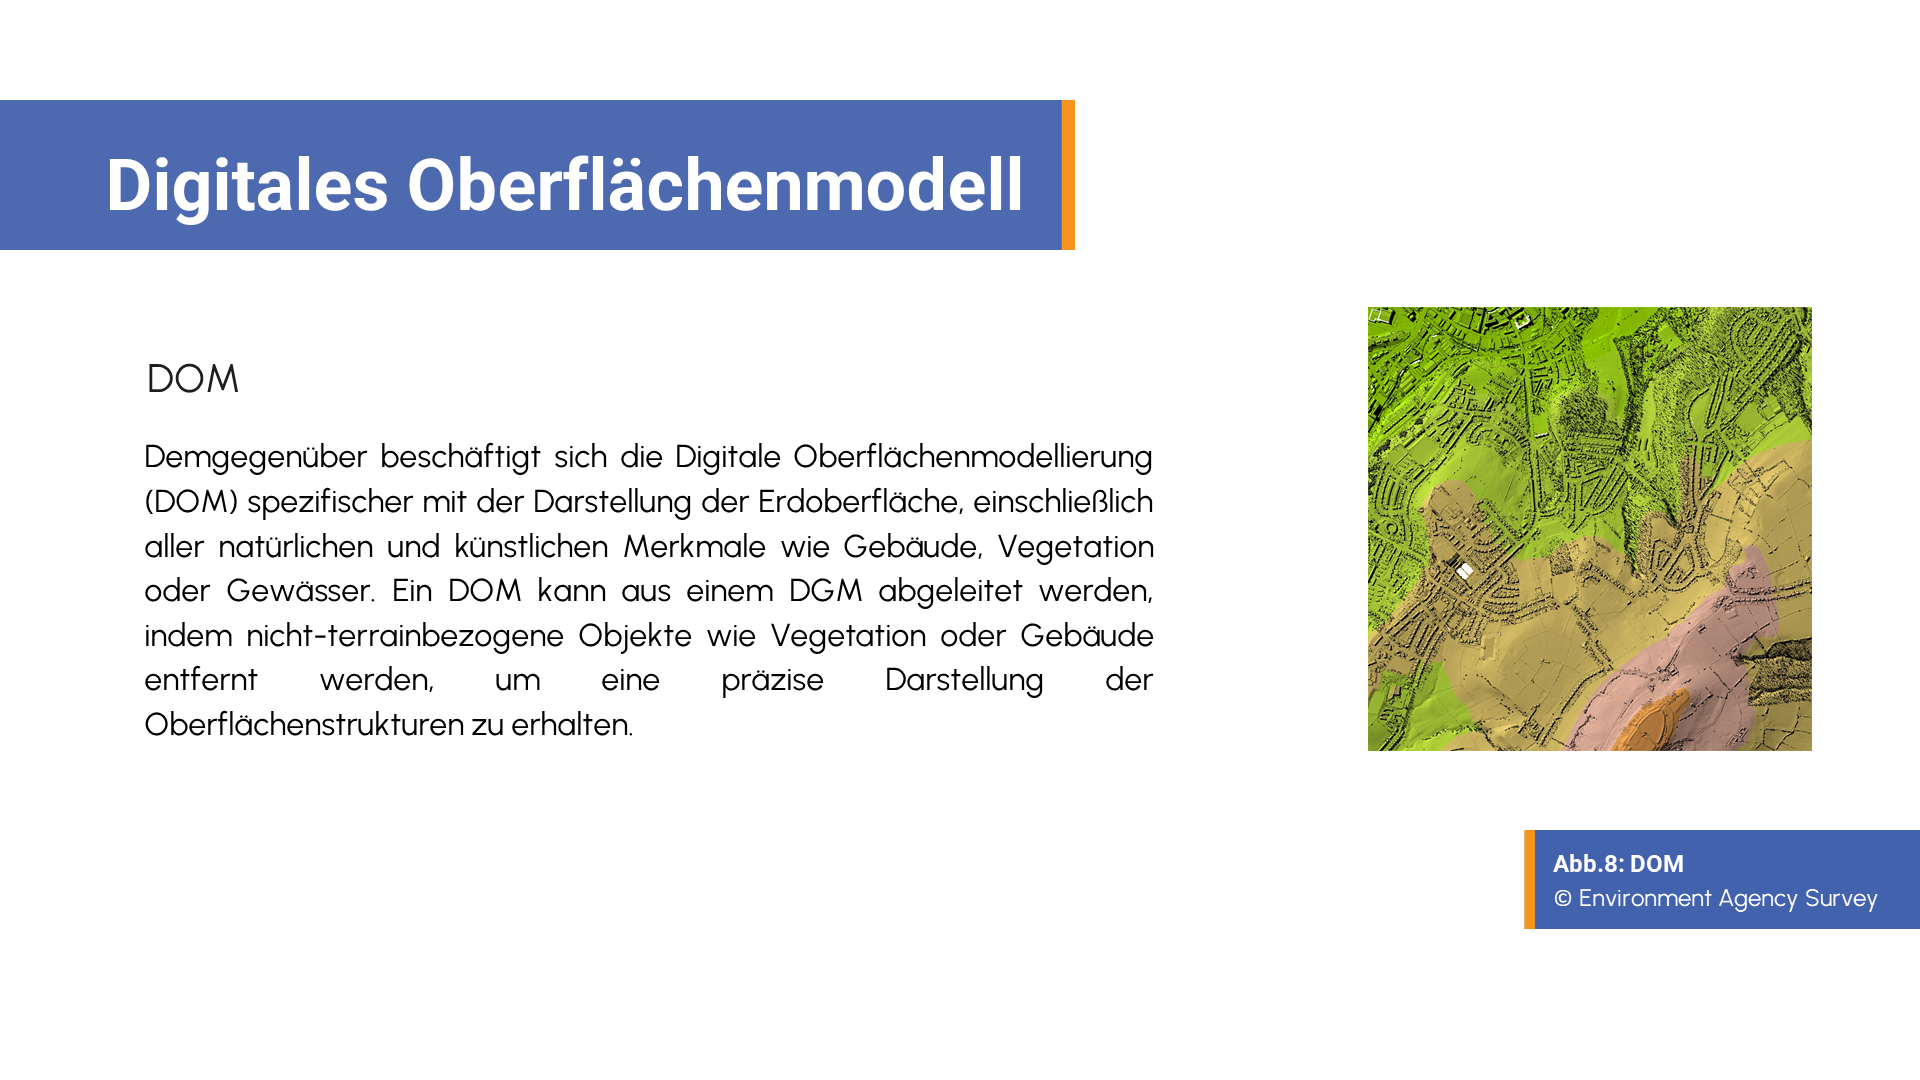 Digitales Oberflächenmodell
DOM
Demgegenüber beschäftigt sich die Digitale Oberflächenmodellierung
(DOM) spezifischer mit der Darstellung der Erdoberfläche, einschließlich
aller natürlichen und künstlichen Merkmale wie Gebäude, Vegetation
oder Gewässer. Ein DOM kann aus einem DGM abgeleitet werden,
indem nicht-terrainbezogene Objekte wie Vegetation oder Gebäude
entfernt werden, um eine präzise Darstellung der
Oberflächenstrukturen zu erhalten.
Abb.8: DOM
© Environment Agency Survey